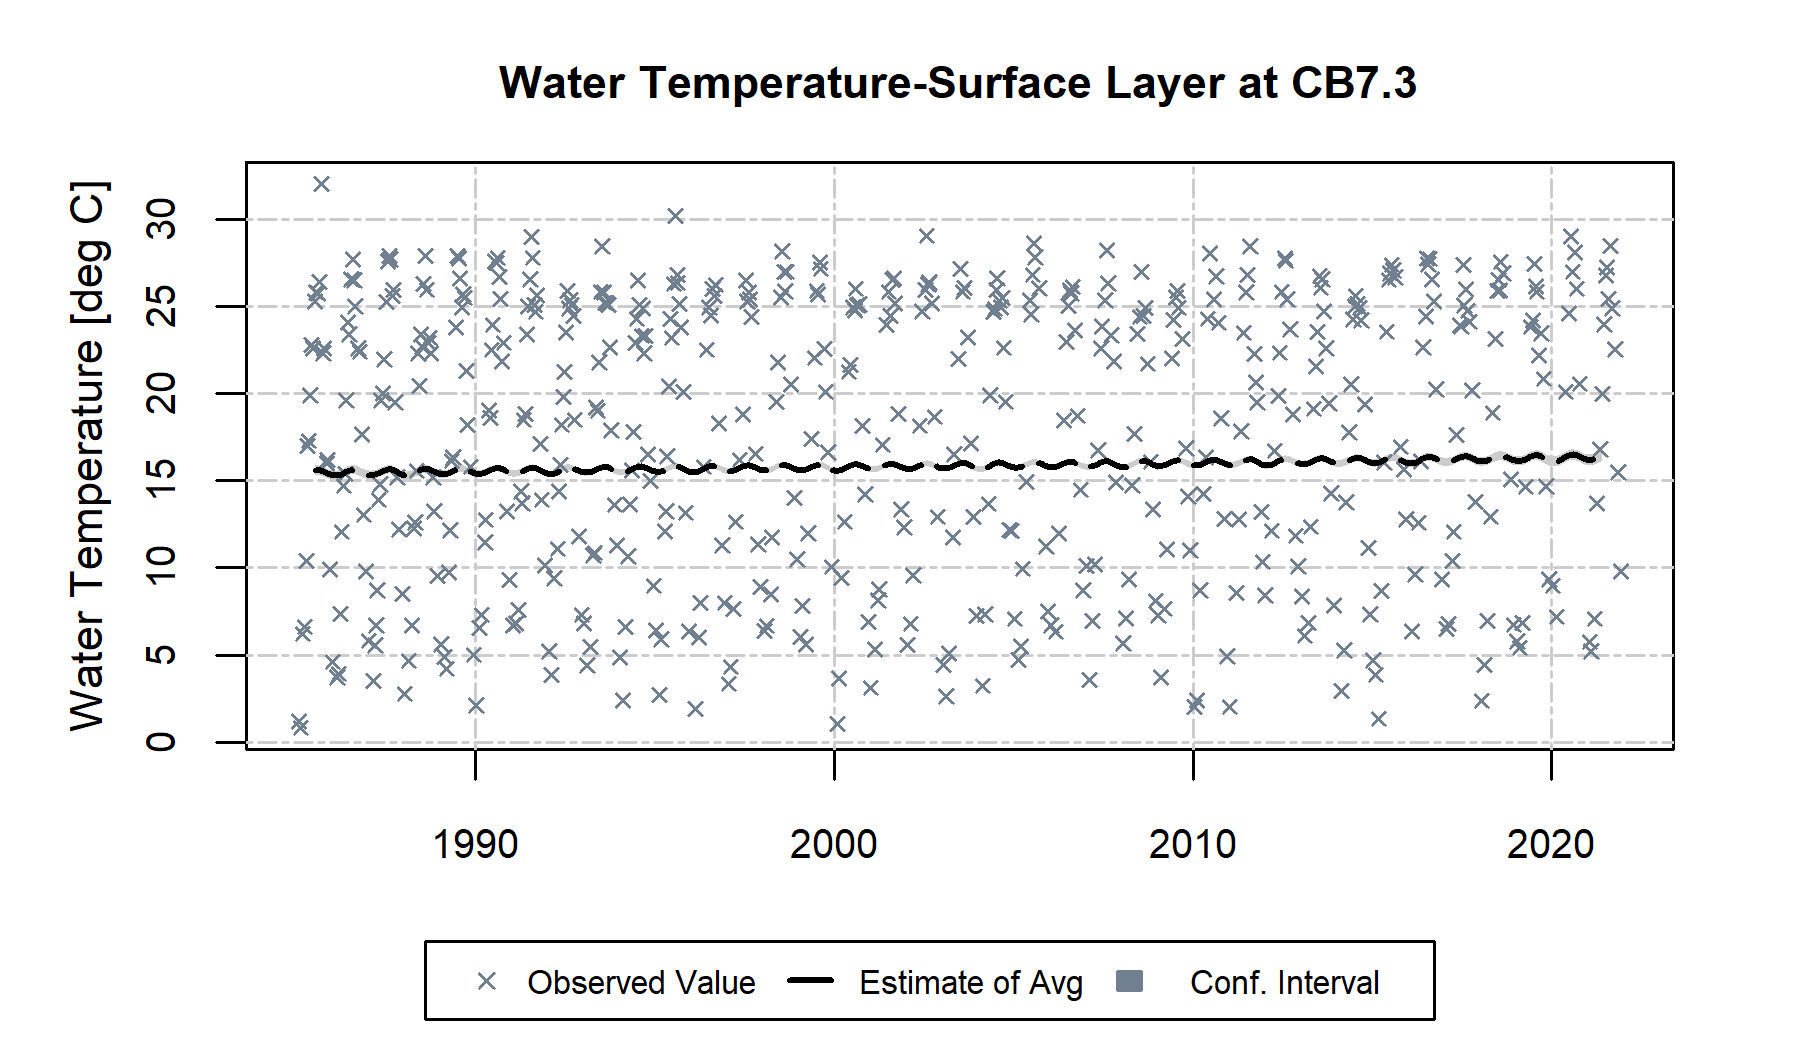 Water Temperature-Surface Layer at CB7.3
Water Temperature [deg C]
30
25
20
15
10
5
0
1990 2000 2010 2020
Observed Value Estimate of Avg Conf. Interval